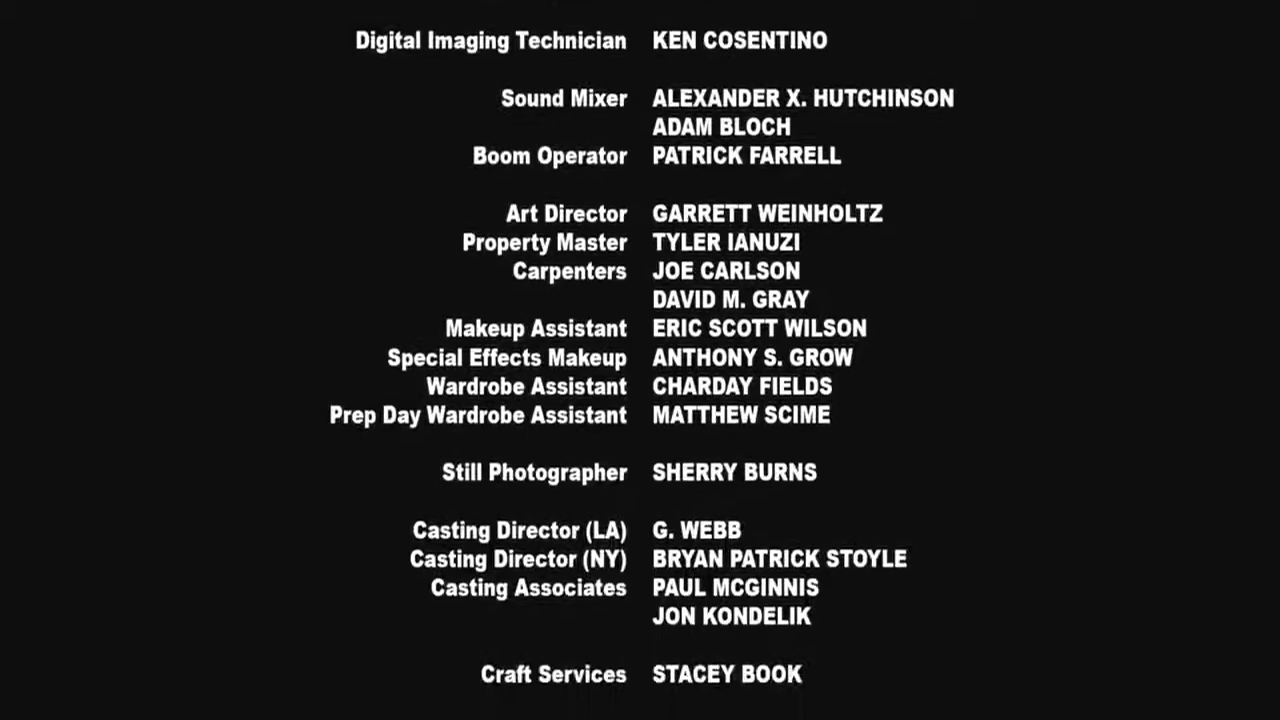 Digital Imaging Technician KEN COSENTINO
Sound Mixer ALEXANDER X. HUTCHINSON
ADAM BLOCH
Boom Operator PATRICK FARRELL
Art Director GARRETT WEINHOLTZ
Property Master TYLER IANUZI
Carpenters JOE CARLSON
DAVID M. GRAY
Makeup Assistant ERIC SCOTT WILSON
Special Effects Makeup ANTHONY S. GROW
Wardrobe Assistant CHARDAY FIELDS
Prep Day Wardrobe Assistant MATTHEW SCIME
Still Photographer SHERRY BURNS
Casting Director (LA) G. WEBB
Casting Director (NY) BRYAN PATRICK STOYLE
Casting Associates PAUL MCGINNIS
JON KONDELIK
Craft Services STACEY BOOK